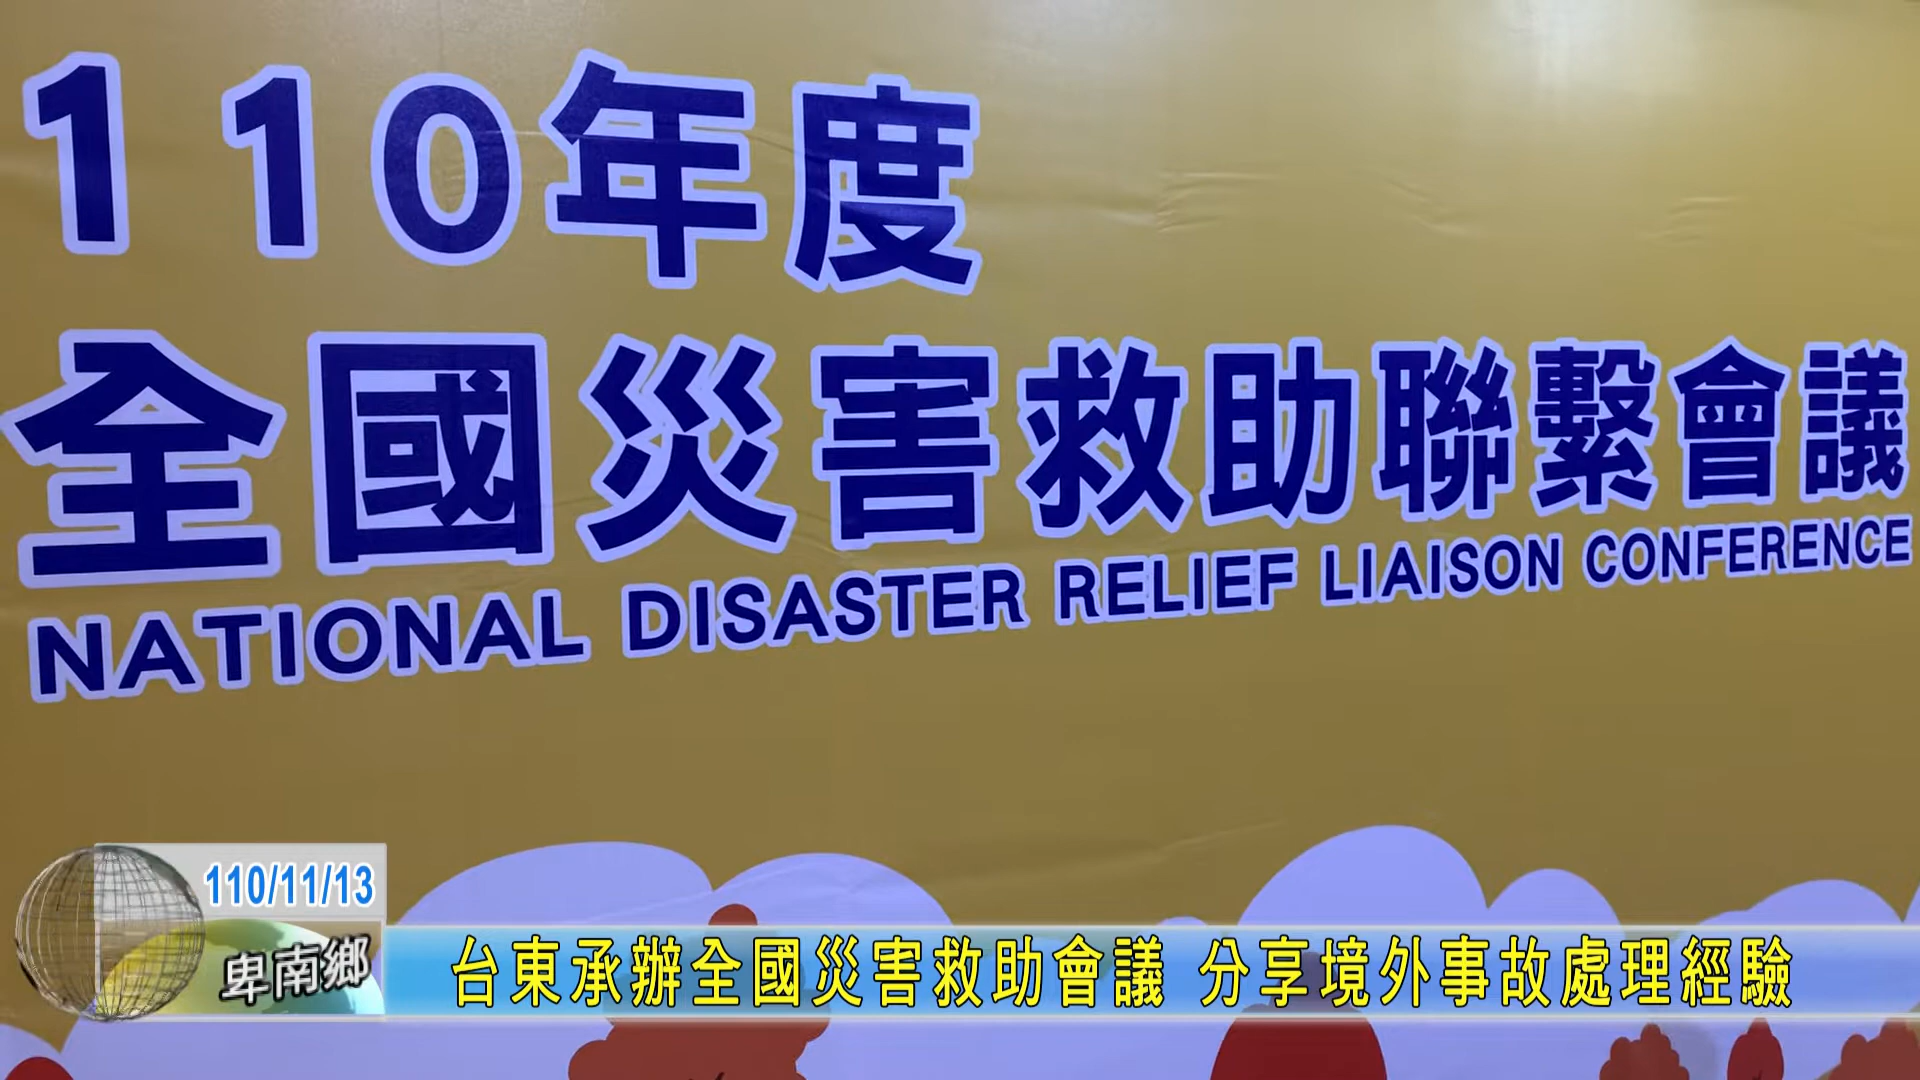 110年度
全國災害救助聯繫會議
NATIONAL DISASTER RELIEF LIAISON CONFERENCE
110/11/13
卑南鄉
台東承辦全國災害救助會議 分享境外事故處理經驗